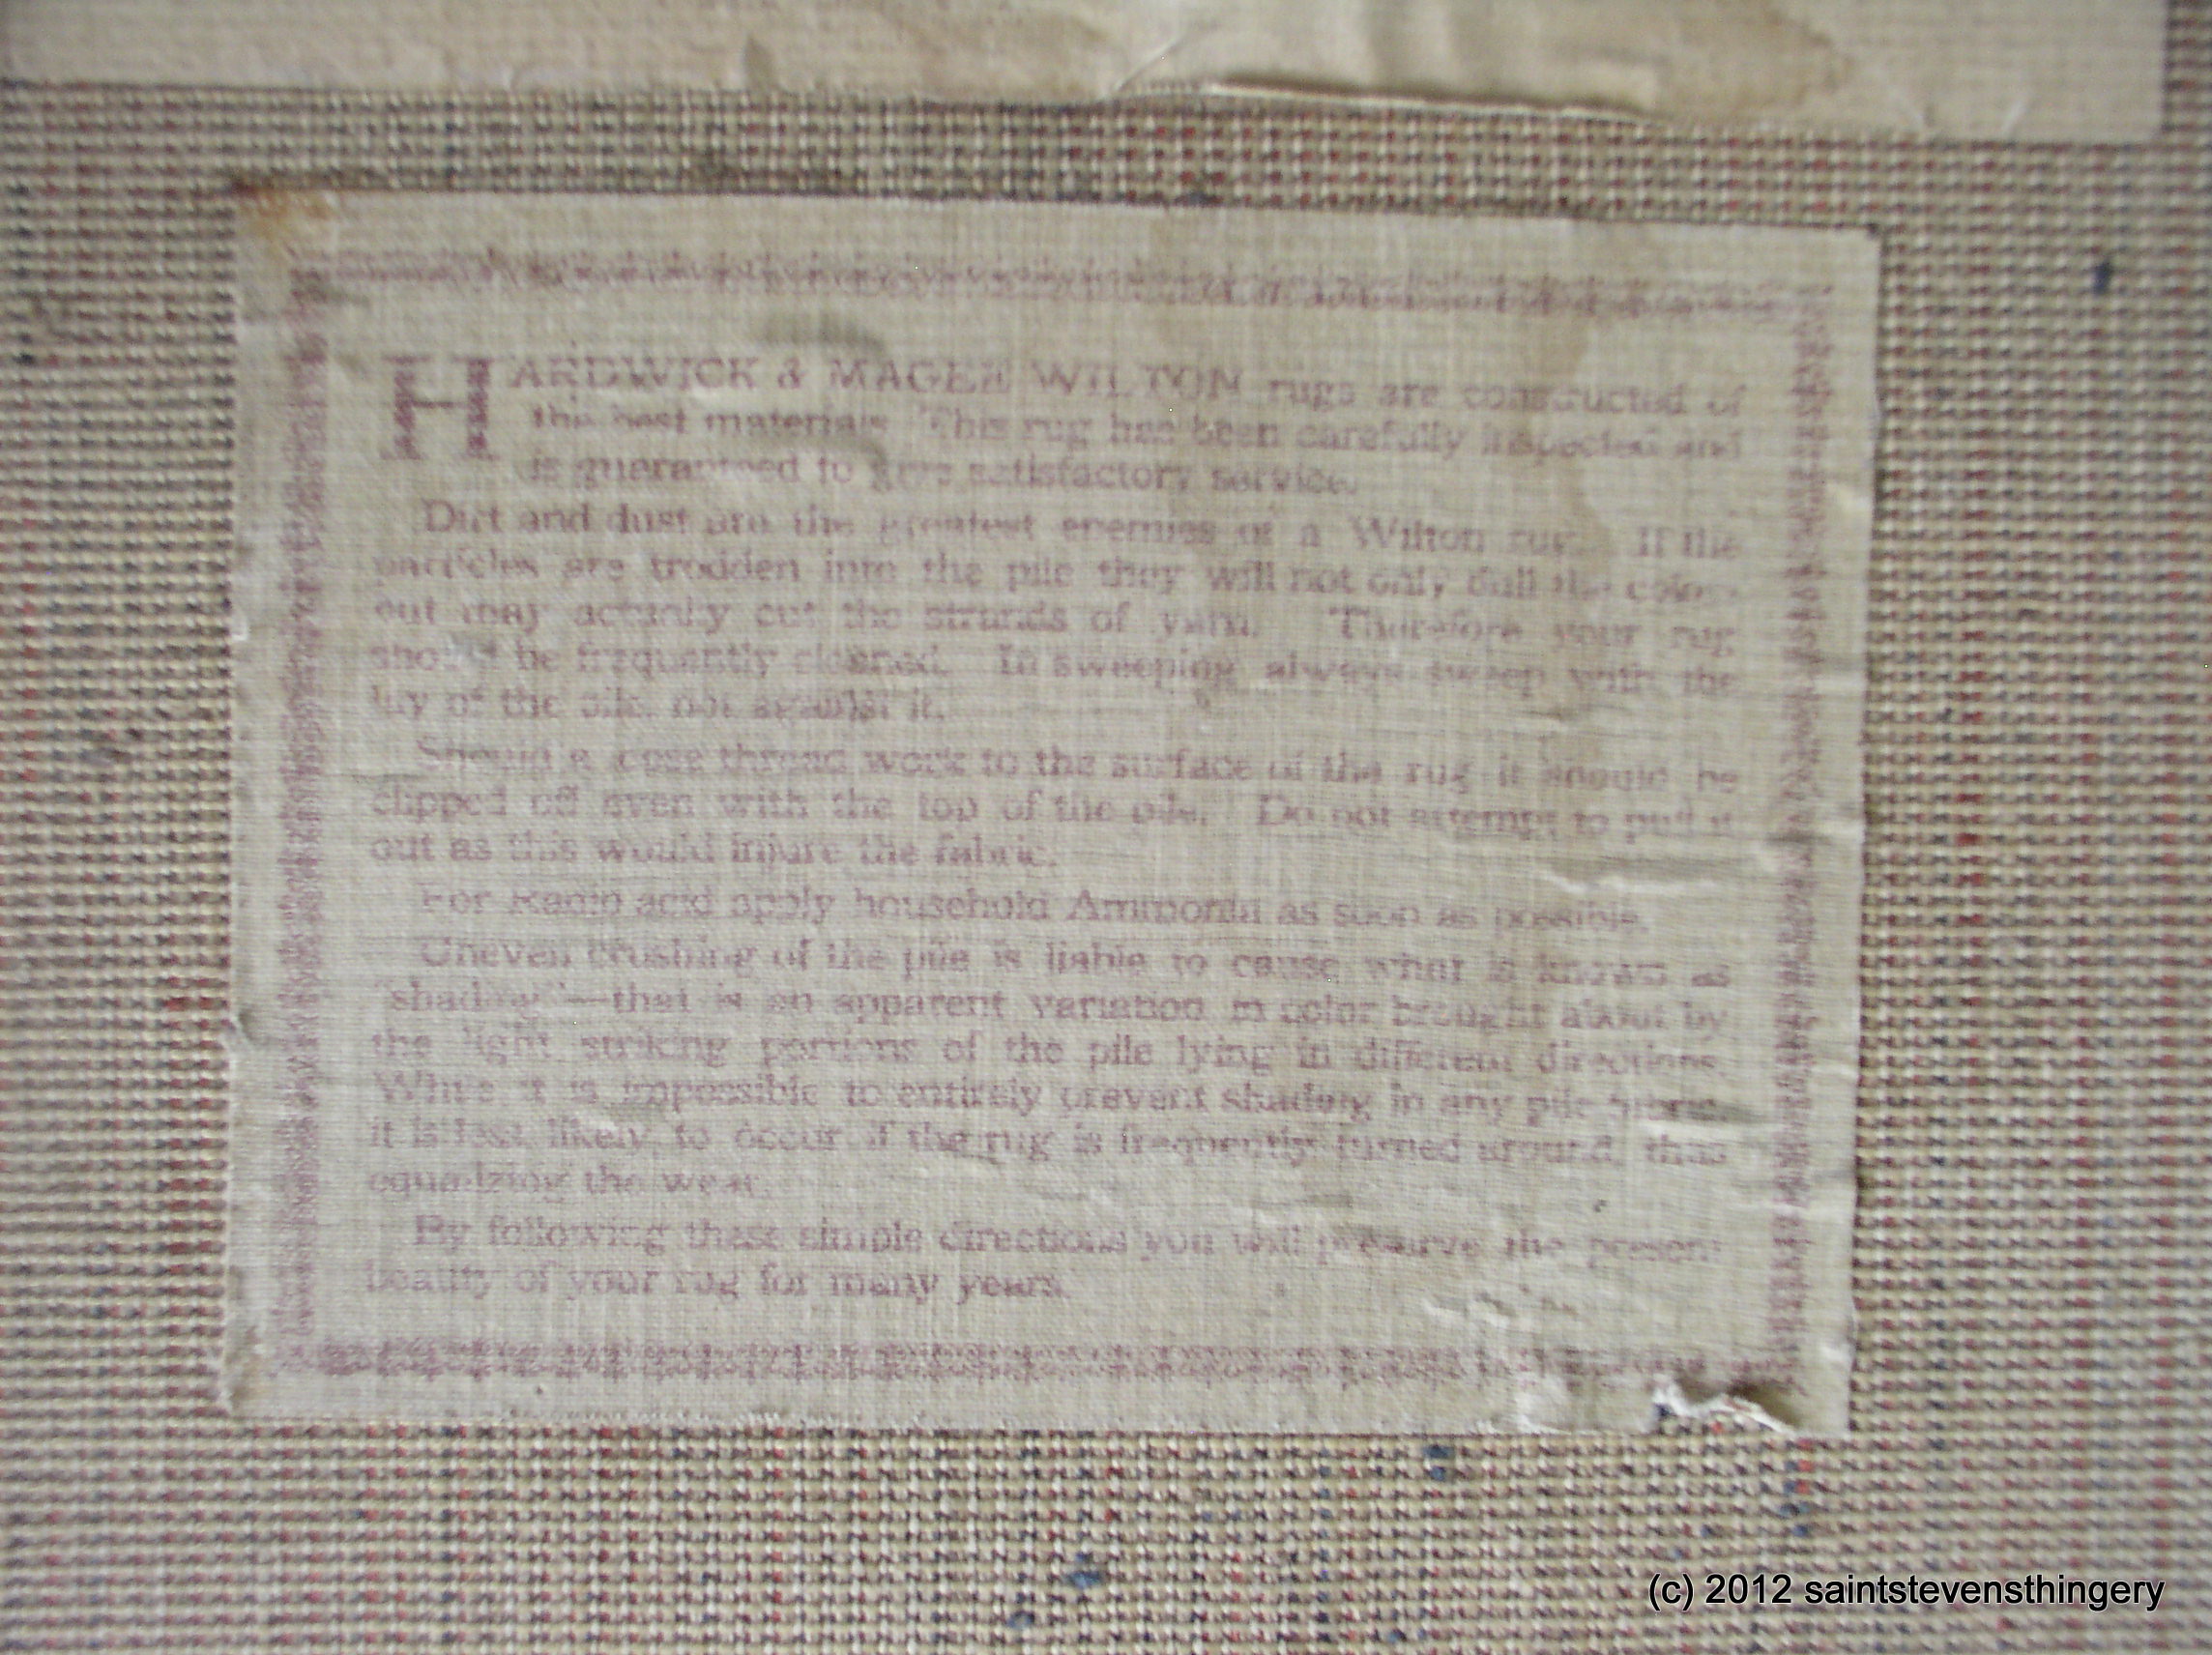 HARDWICK & MAGEE WILTON rugs are constructed of
the best materials. This rug has been carefully inspected and
is guaranteed to give satisfactory service.
Dirt and dust are the greatest enemies of a Wilton rug. If the
particles are trodden into the pile they will not only dull the colors
but may actually cut the strands of yarn. Therefore your rug
should be frequently cleaned. In sweeping always sweep with the
lay of the pile, not against it.
Should a loose thread work to the surface of the rug it should be
clipped off even with the top of the pile. Do not attempt to pull it
out as this would injure the fabric.
For Radio acid apply household Ammonia as soon as possible.
Uneven crushing of the pile is liable to cause what is known as
"shading"—that is an apparent variation in color brought about by
the light striking portions of the pile lying in different directions.
While it is impossible to entirely prevent shading in any pile fabric,
it is less likely to occur if the rug is frequently turned around, thus
equalizing the wear.
By following these simple directions you will preserve the present
beauty of your rug for many years.
(c) 2012 saintstevensthingery